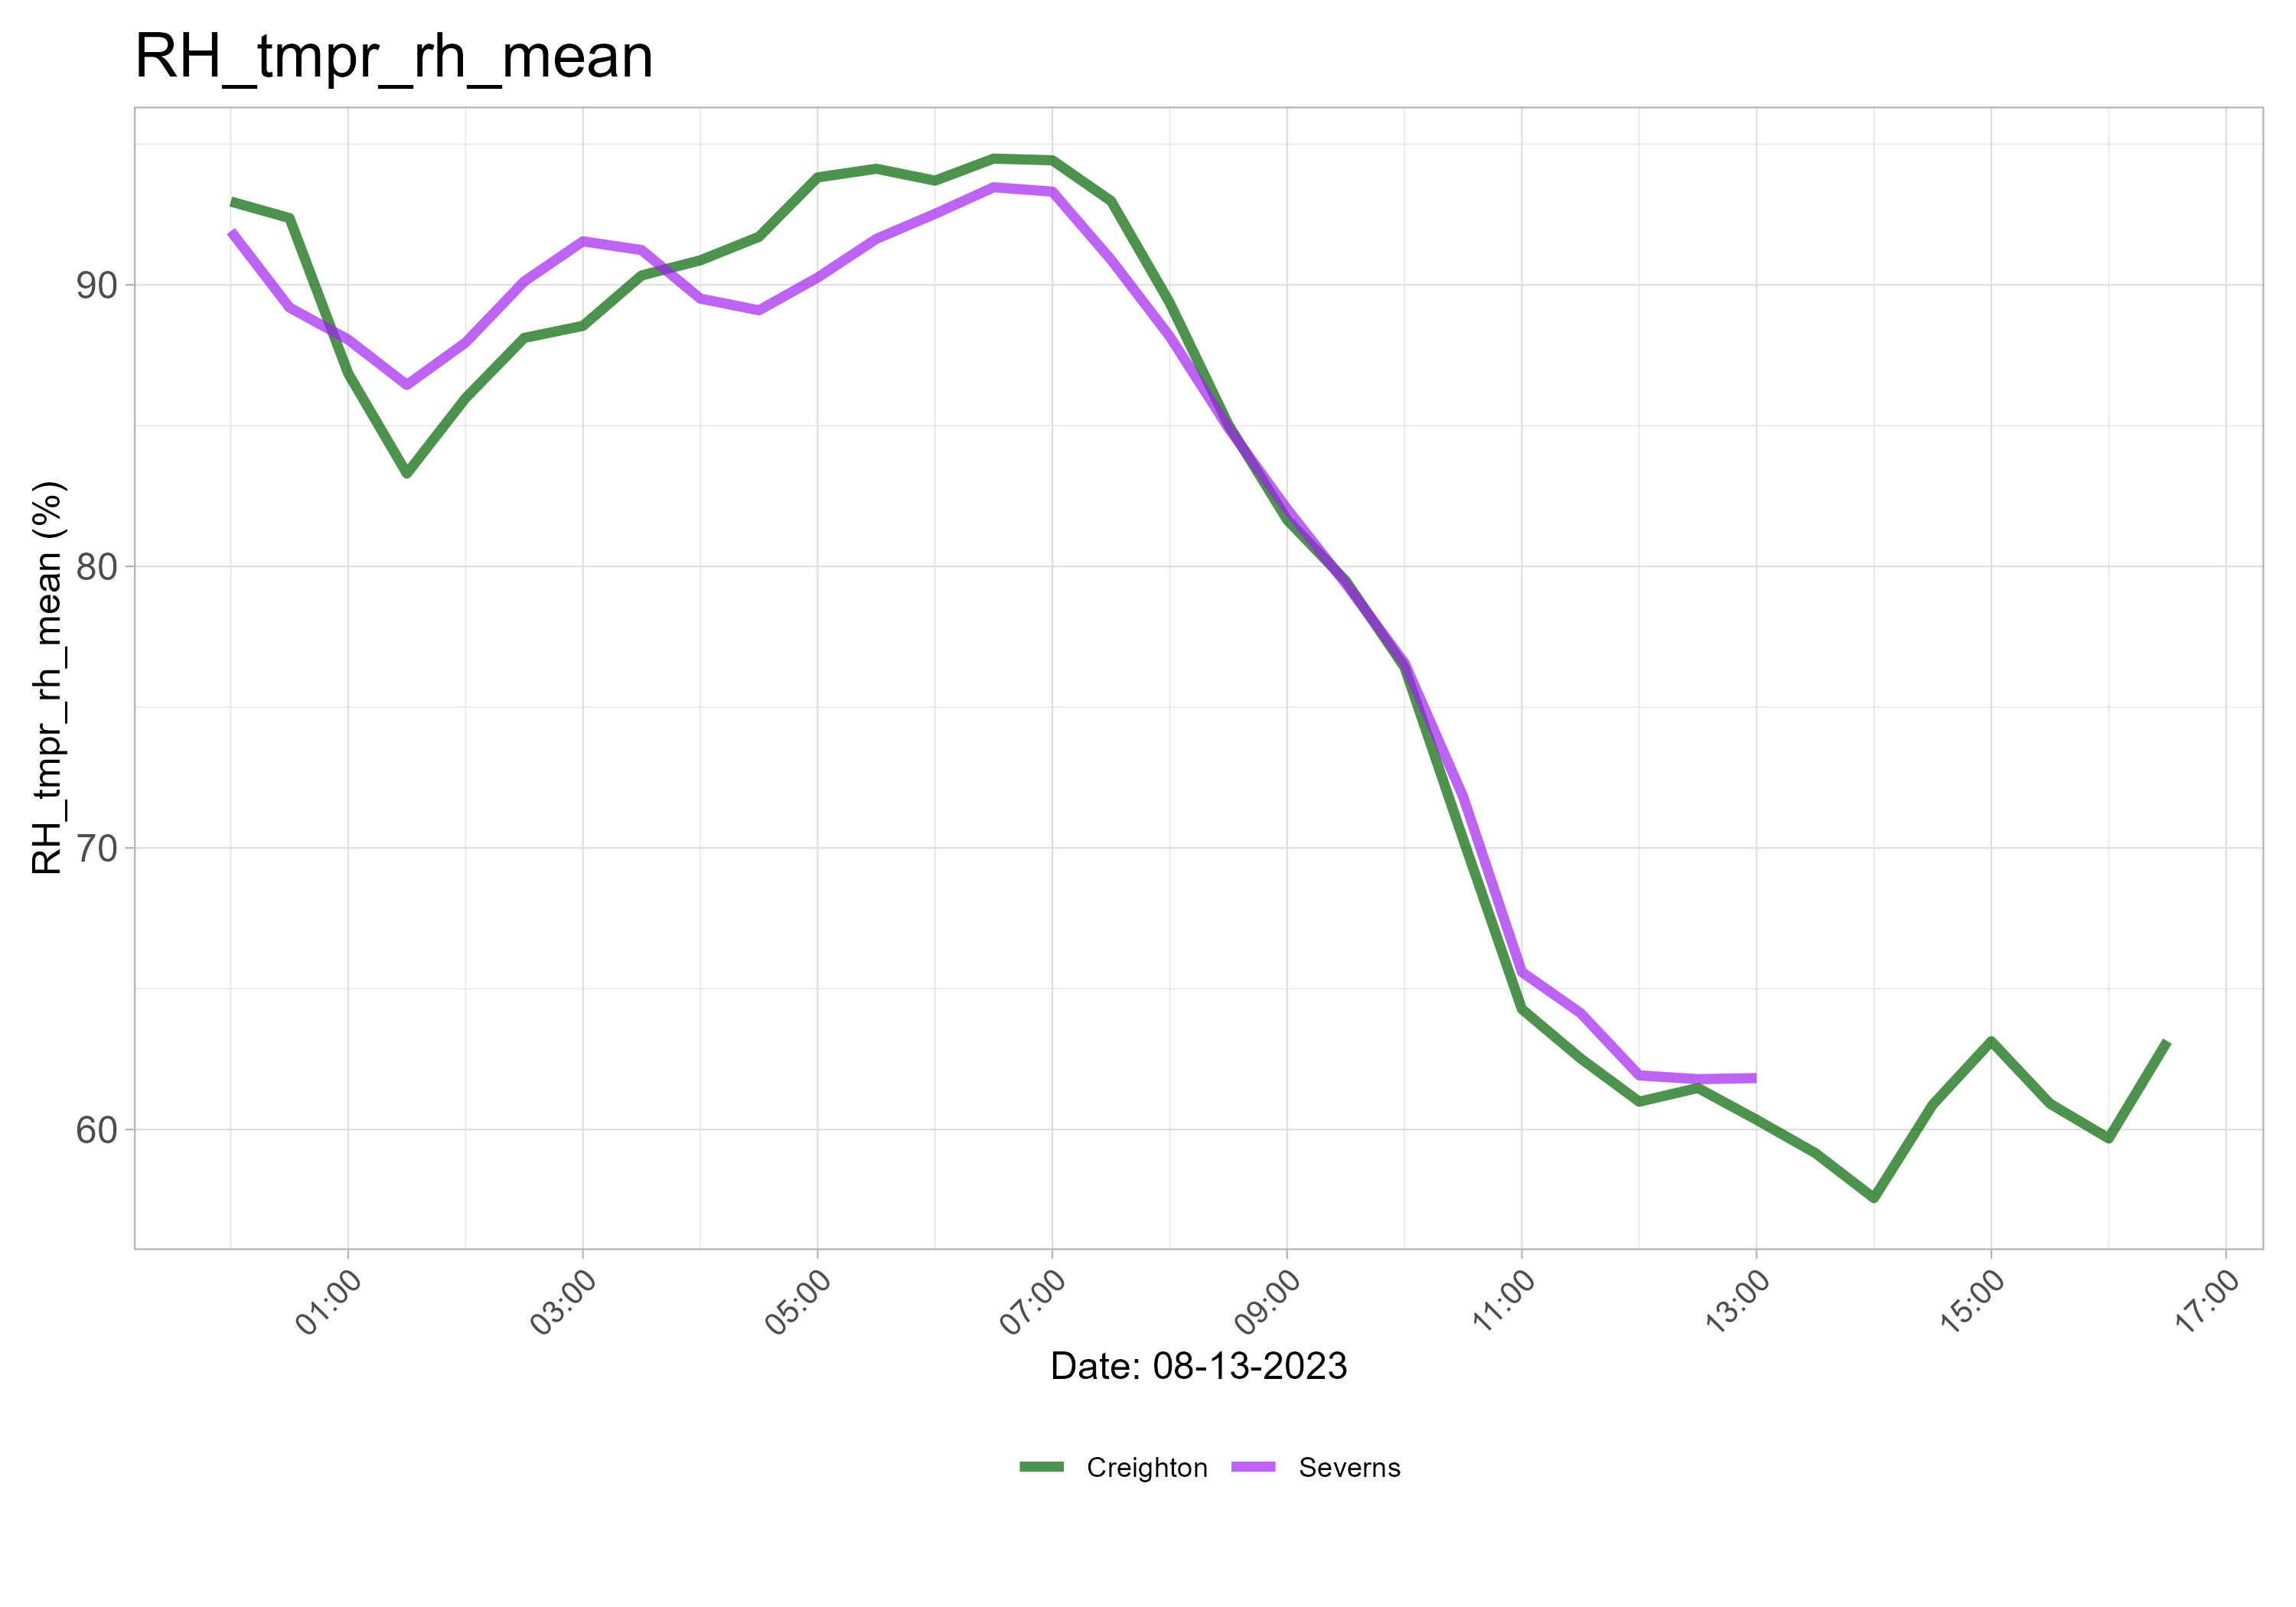 RH_tmpr_rh_mean
RH_tmpr_rh_mean (%)
90
80
70
60
01:00 03:00 05:00 07:00 09:00 11:00 13:00 15:00 17:00
Date: 08-13-2023
Creighton Severns